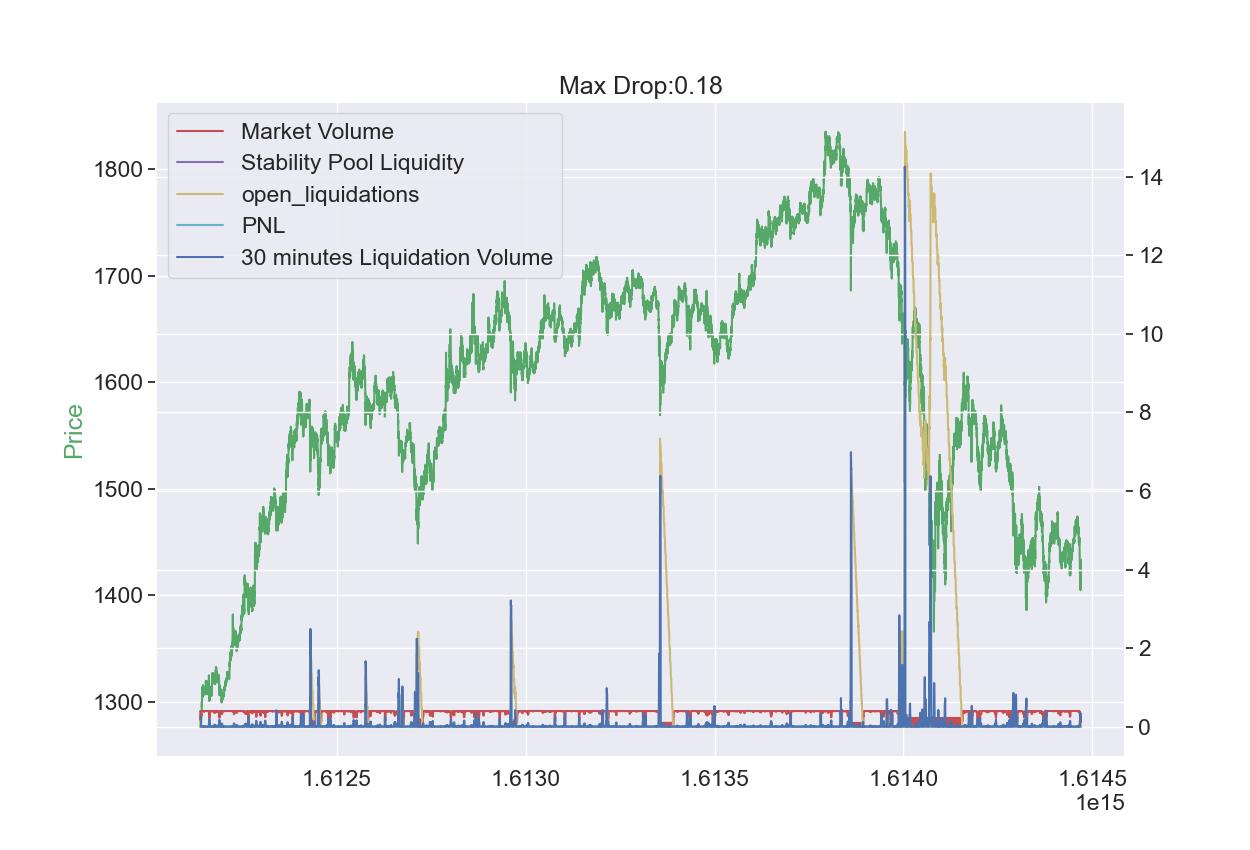 Max Drop:0.18
Market Volume
Stability Pool Liquidity
open_liquidations
PNL
30 minutes Liquidation Volume
Price
1800
1700
1600
1500
1400
1300
14
12
10
8
6
4
2
0
1.6125
1.6130
1.6135
1.6140
1.6145
1e15